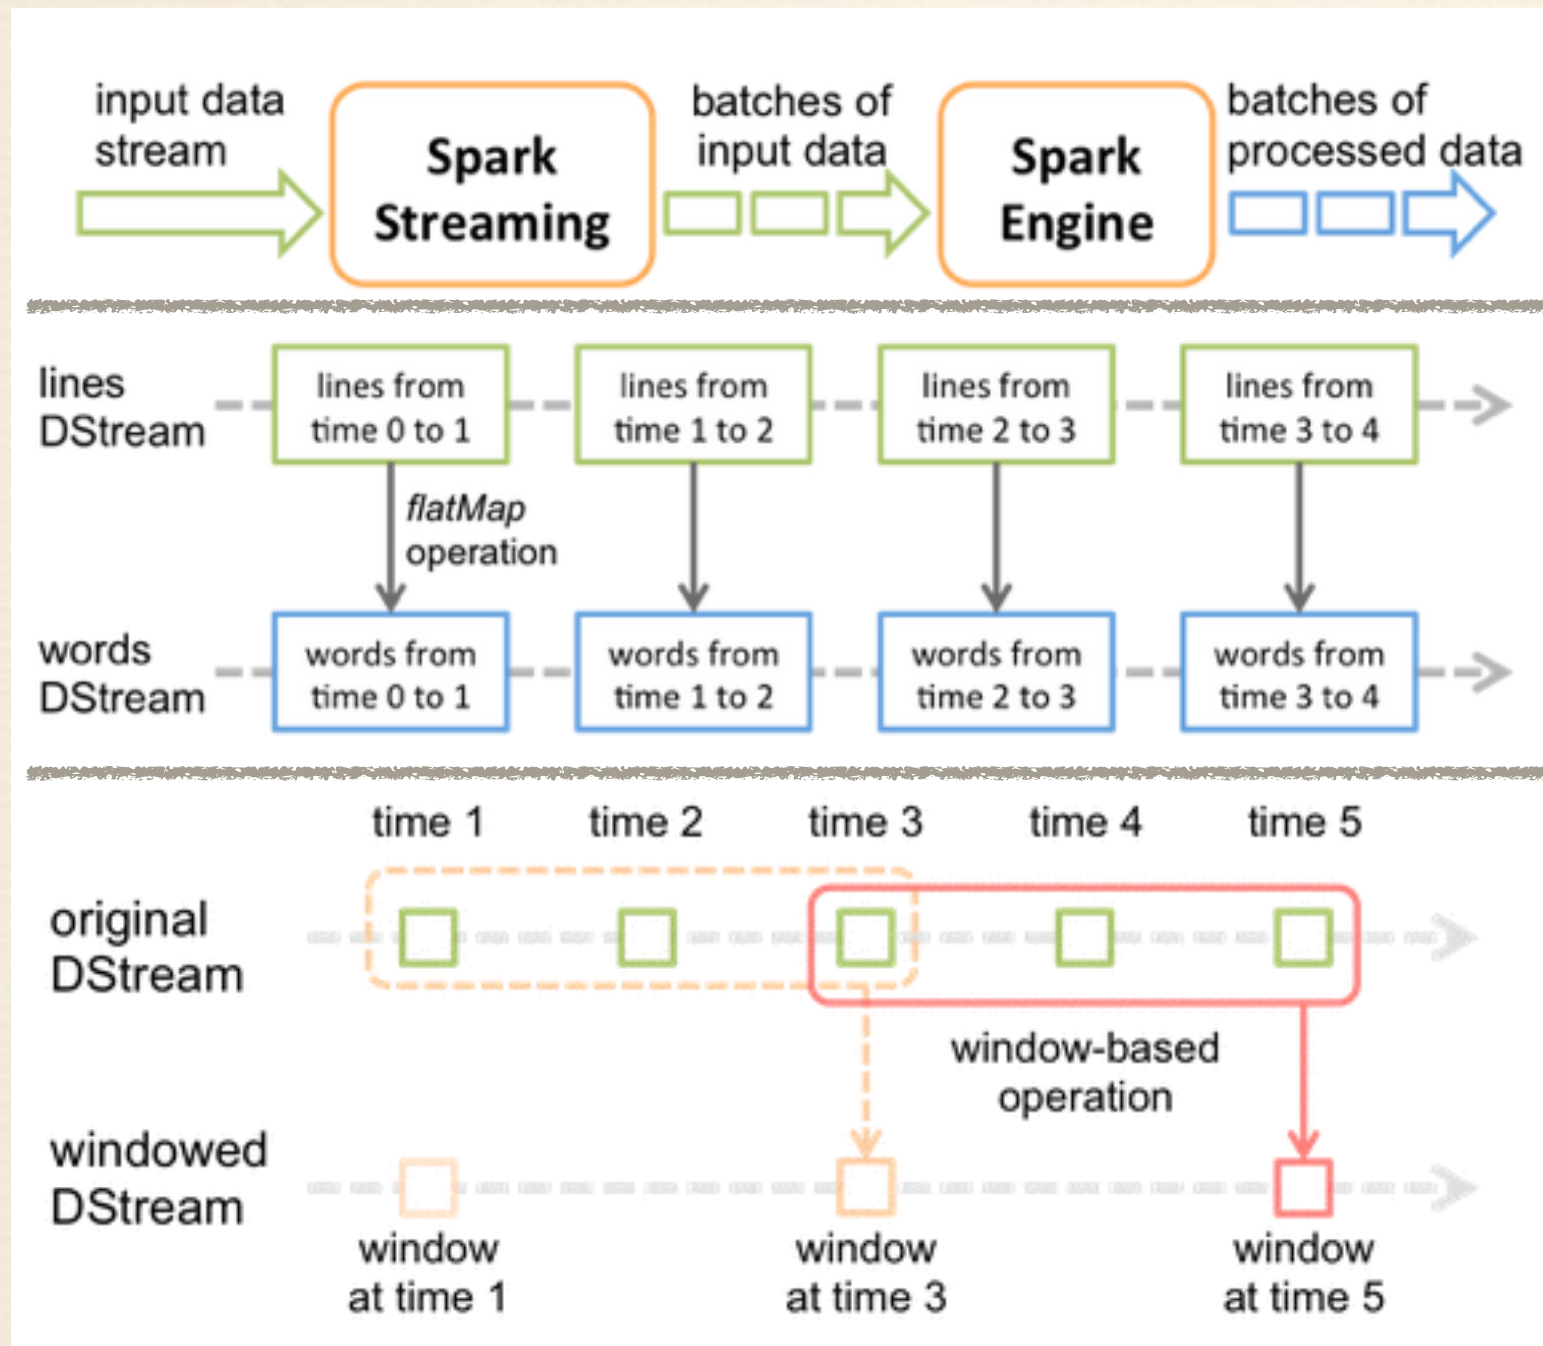 input data
stream
Spark
Streaming
batches of
input data
Spark
Engine
batches of
processed data
lines
DStream
lines from
time 0 to 1
lines from
time 1 to 2
lines from
time 2 to 3
lines from
time 3 to 4
flatMap
operation
words
DStream
words from
time 0 to 1
words from
time 1 to 2
words from
time 2 to 3
words from
time 3 to 4
time 1
time 2
time 3
time 4
time 5
original
DStream
window-based
operation
windowed
DStream
window
at time 1
window
at time 3
window
at time 5